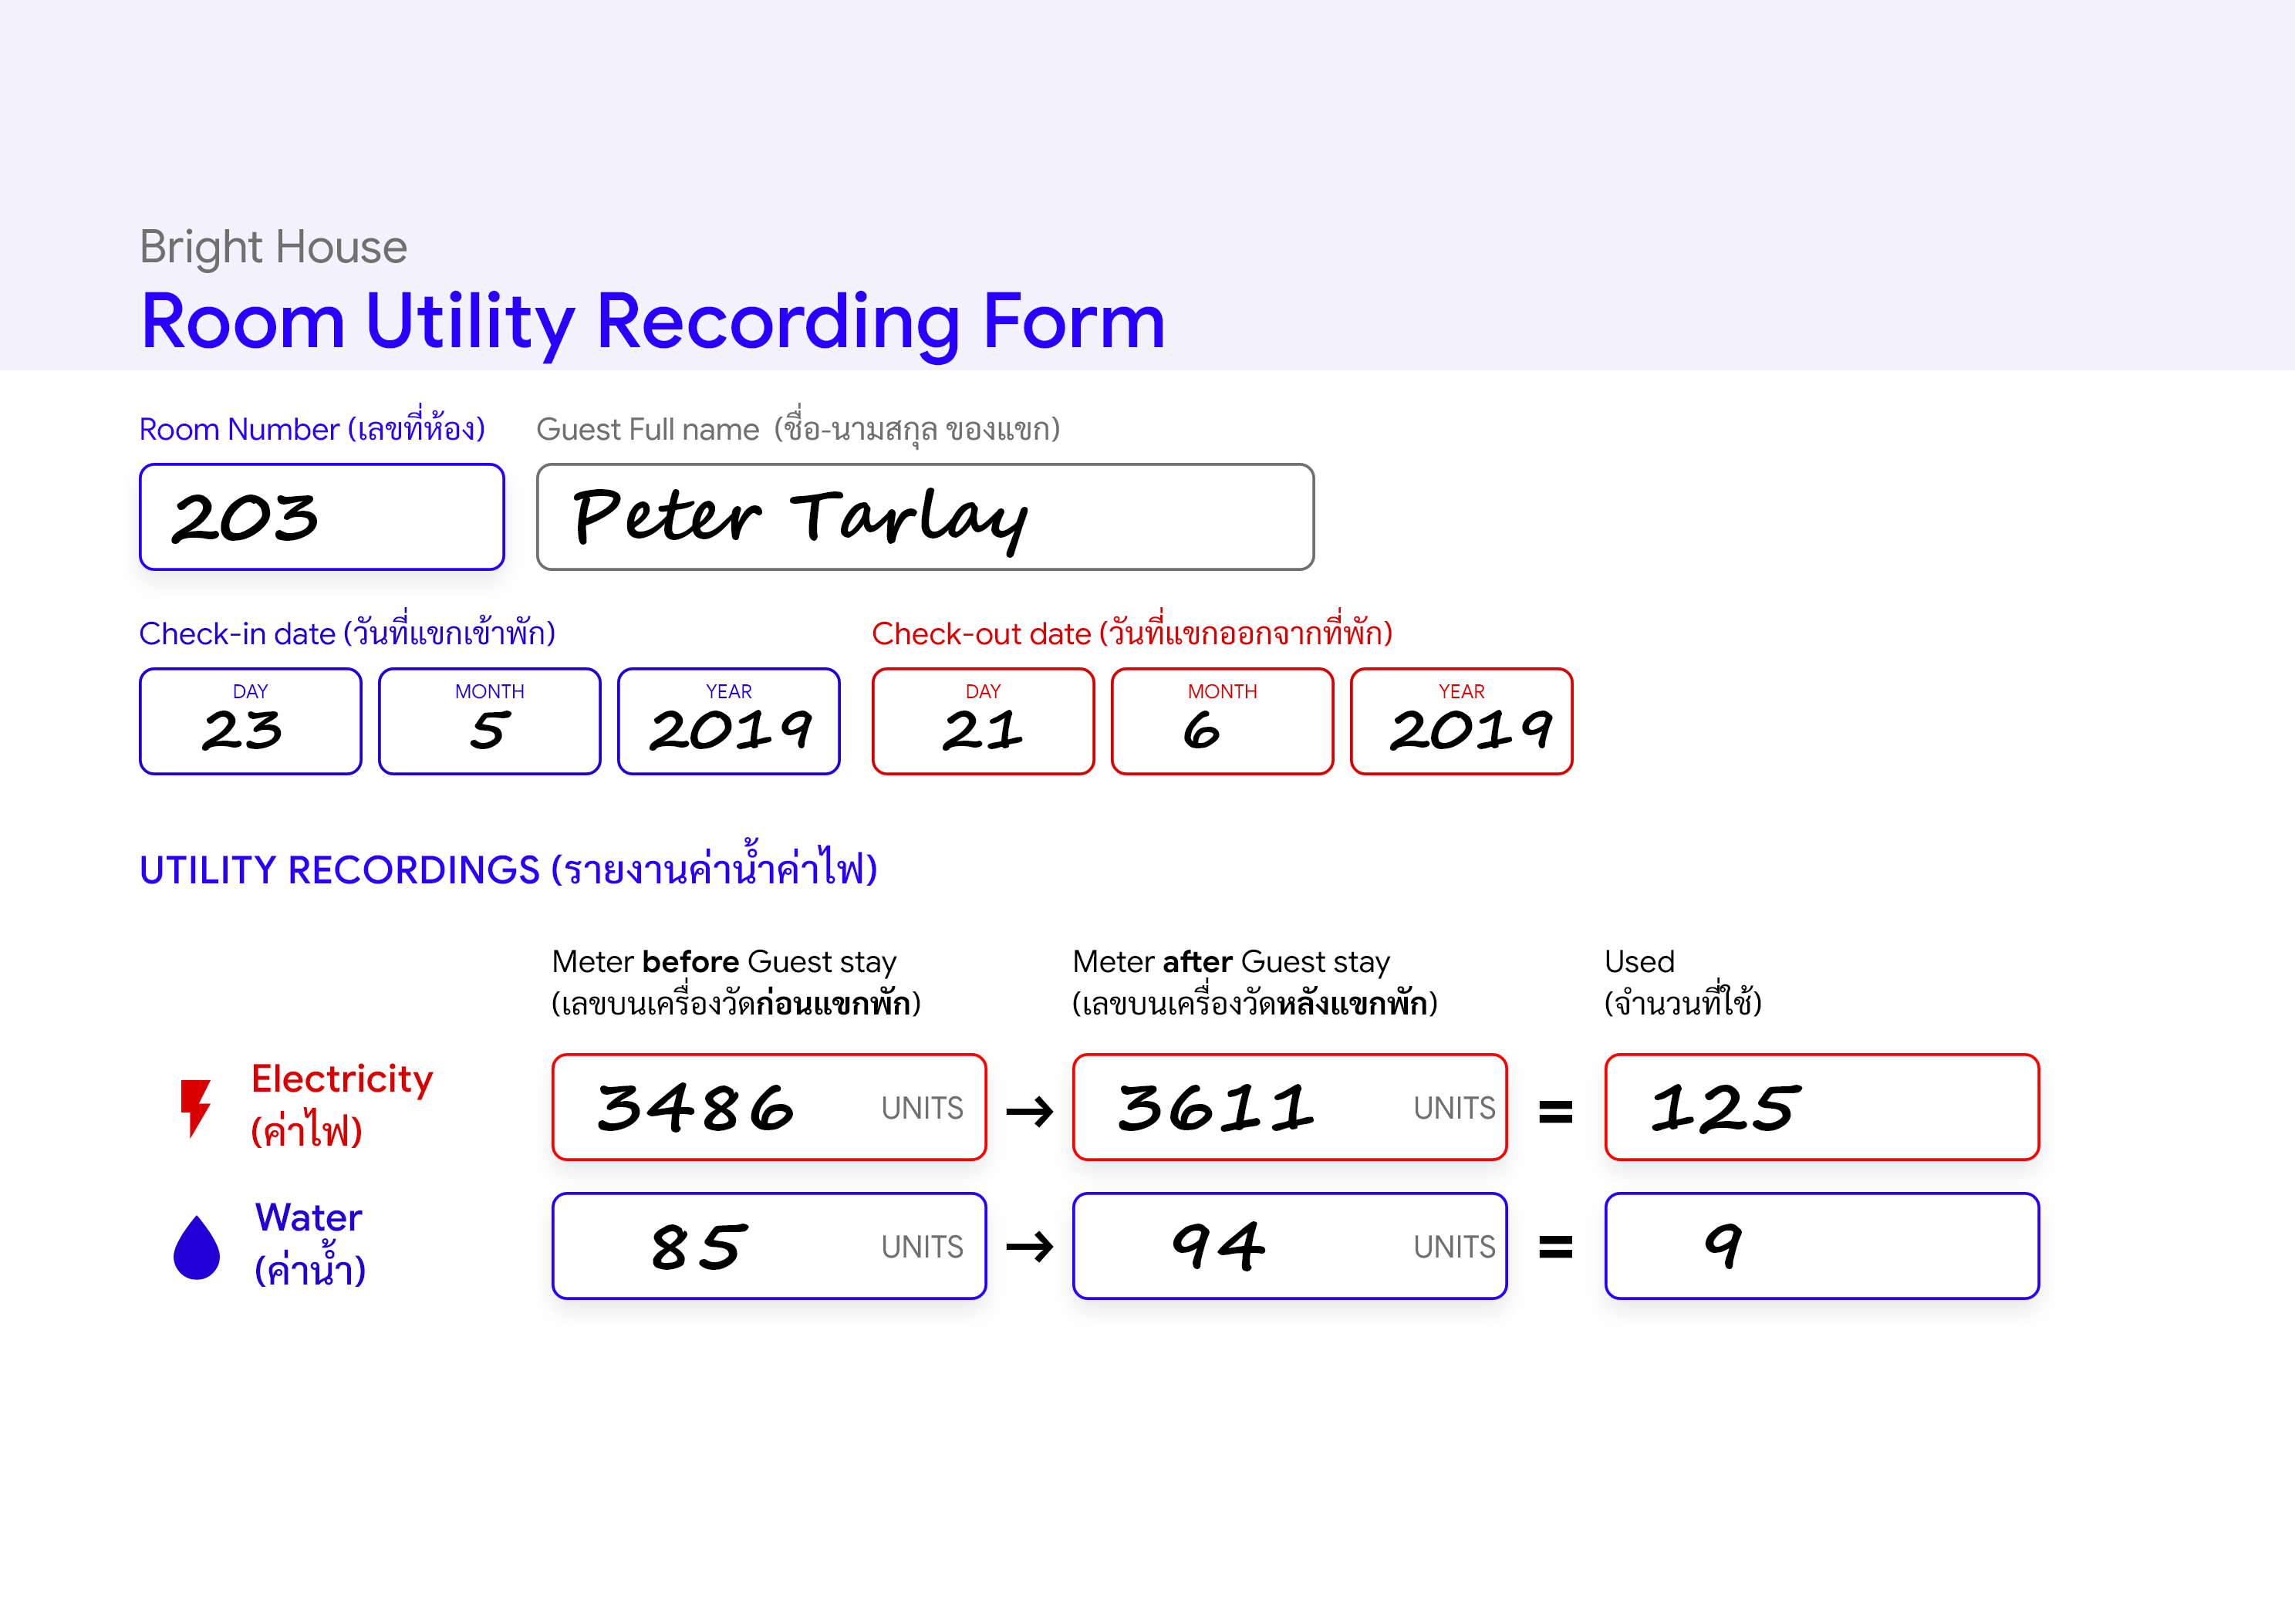 Bright House
Room Utility Recording Form
Room Number (เลขที่ห้อง) Guest Full name (ชื่อ-นามสกุล ของแขก)
203 Peter Tarlay
Check-in date (วันที่แขกเข้าพัก) Check-out date (วันที่แขกออกจากที่พัก)
DAY MONTH YEAR DAY MONTH YEAR
23 5 2019 21 6 2019
UTILITY RECORDINGS (รายงานค่าน้ำค่าไฟ)
Meter before Guest stay Meter after Guest stay Used
(เลขบนเครื่องวัดก่อนแขกพัก) (เลขบนเครื่องวัดหลังแขกพัก) (จำนวนที่ใช้)
Electricity
(ค่าไฟ)
3486 UNITS → 3611 UNITS = 125
Water
(ค่าน้ำ)
85 UNITS → 94 UNITS = 9